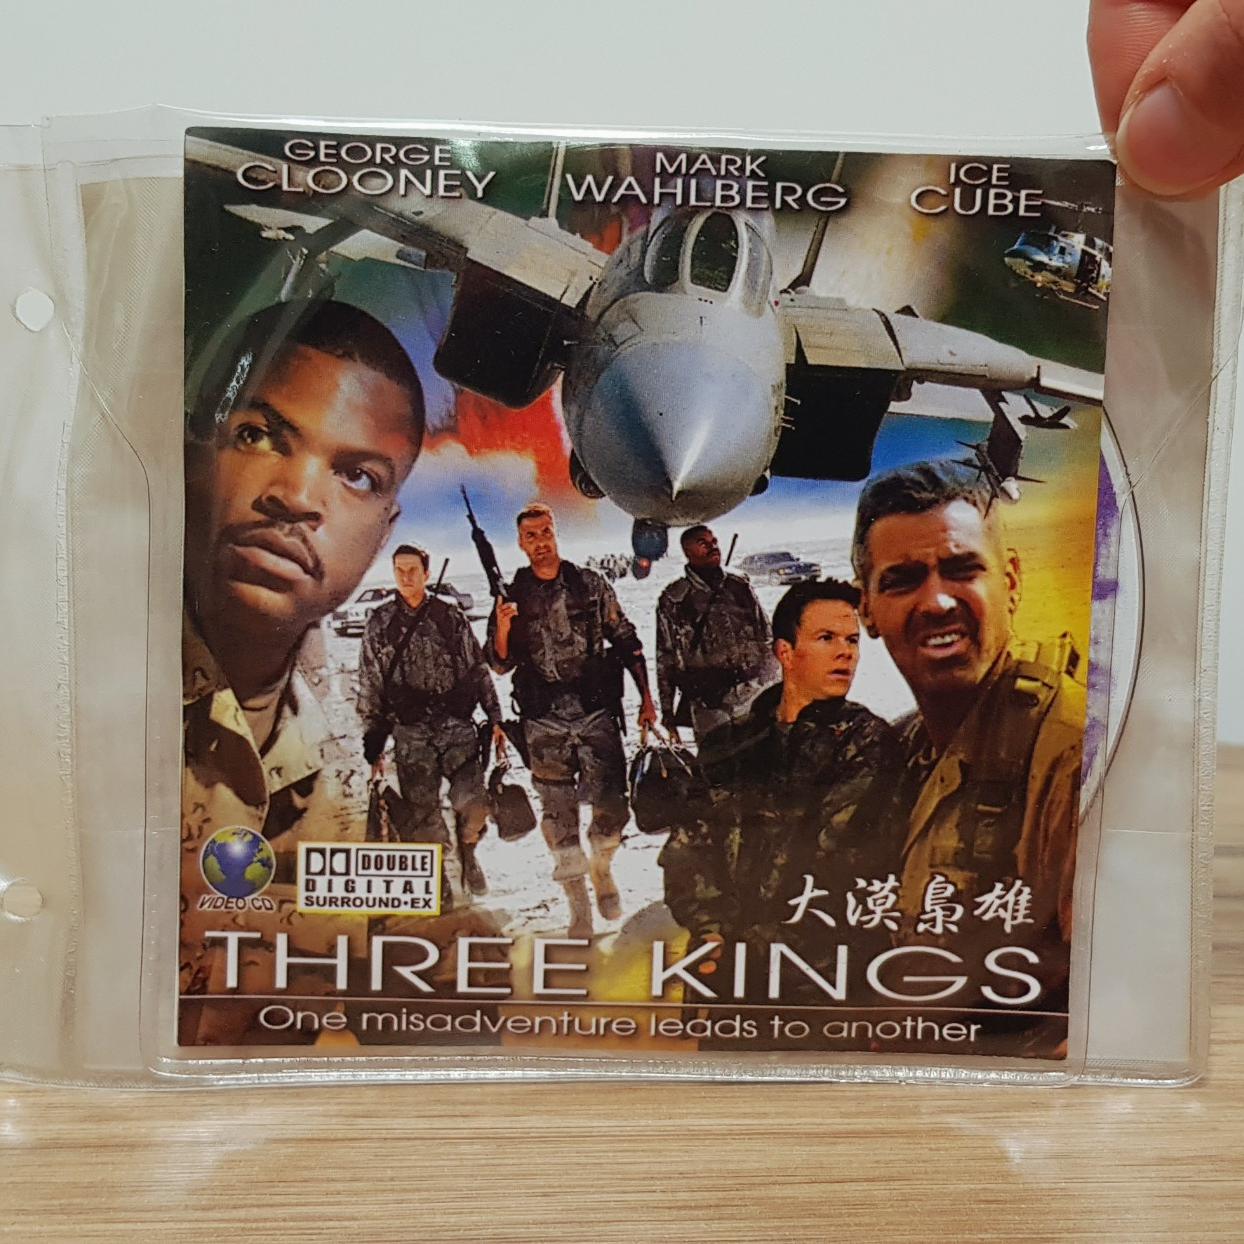 GEORGE
CLOONEY
MARK
WAHLBERG
ICE
CUBE
VIDEO CD
DOUBLE
DIGITAL
SURROUND•EX
大漠梟雄
THREE KINGS
One misadventure leads to another